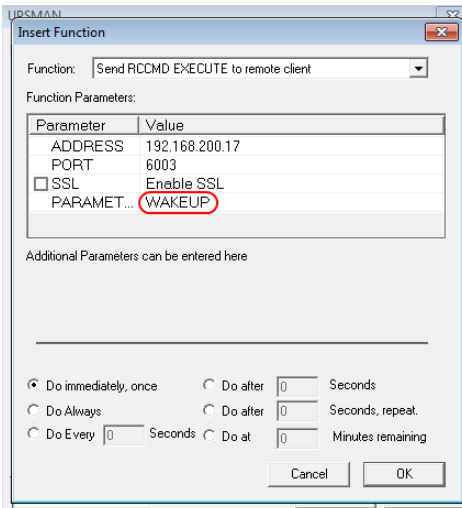 UPSMAN
Insert Function
Function: Send RCCMD EXECUTE to remote client
Function Parameters:
Parameter Value
ADDRESS 192.168.200.17
PORT 6003
SSL Enable SSL
PARAMET... WAKEUP
Additional Parameters can be entered here
Do immediately, once Do after 0 Seconds
Do Always Do after 0 Seconds, repeat.
Do Every 0 Seconds Do at 0 Minutes remaining
Cancel OK